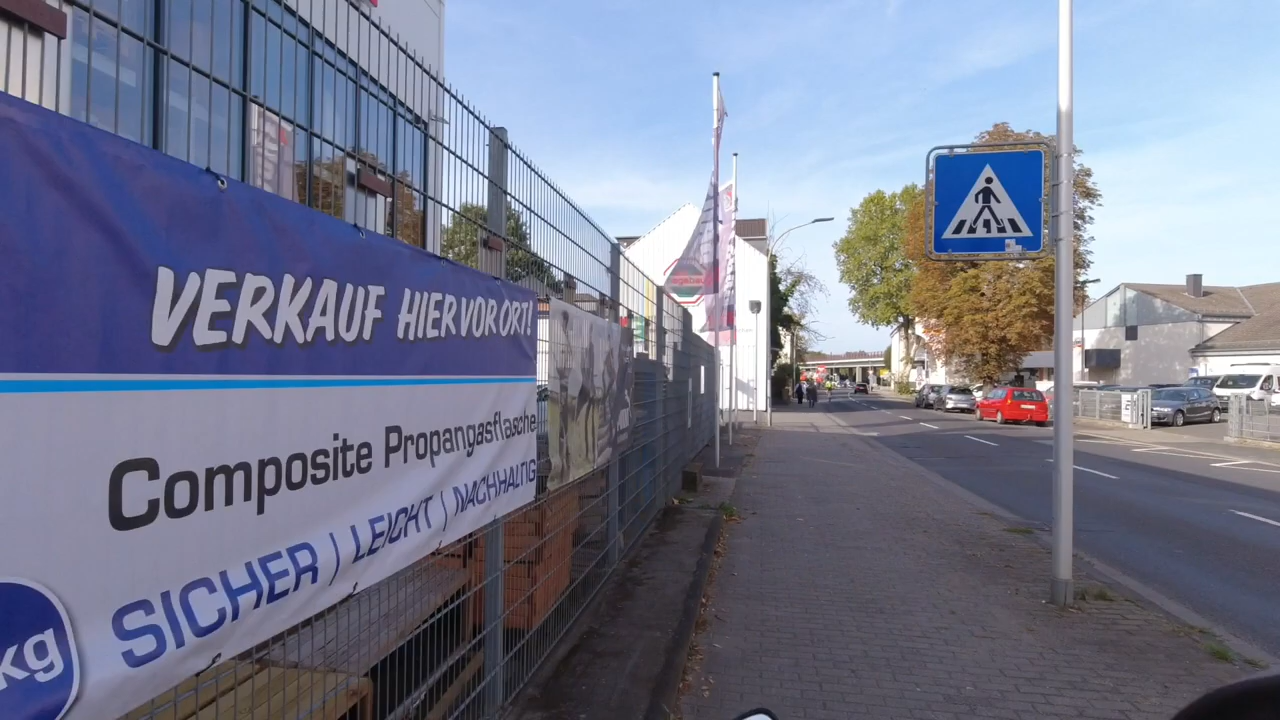 VERKAUF HIER VOR ORT!
Composite Propangasflasche
SICHER | LEICHT | NACHHALTIG
kg